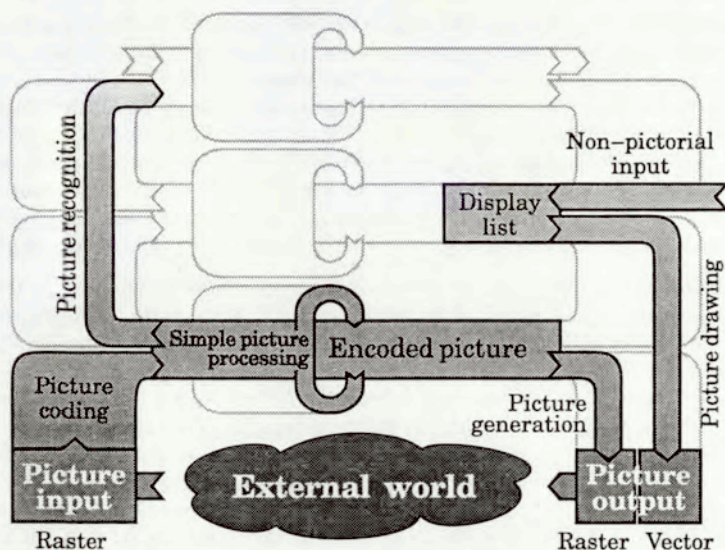 Non–pictorial
input
Display
list
Picture recognition
Picture drawing
Simple picture
processing
Encoded picture
Picture
coding
Picture
generation
Picture
input
External world
Picture
output
Raster
Raster
Vector